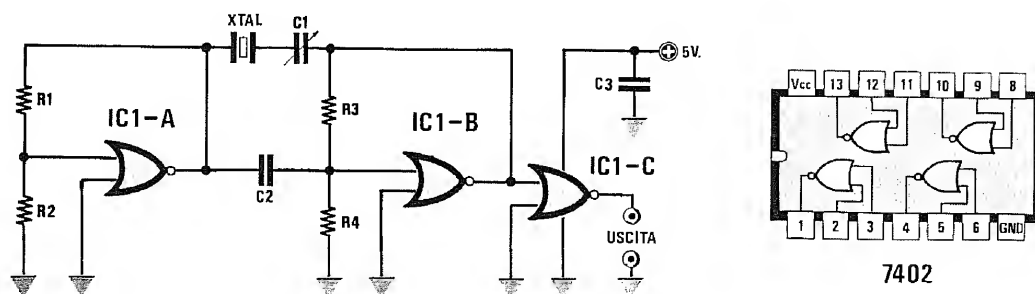 XTAL C1
5V.
C3
R1 IC1-A R3 IC1-B
IC1-C
R2 C2 R4
USCITA
Vcc 13 12 11 10 9 8
1 2 3 4 5 6 GND
7402